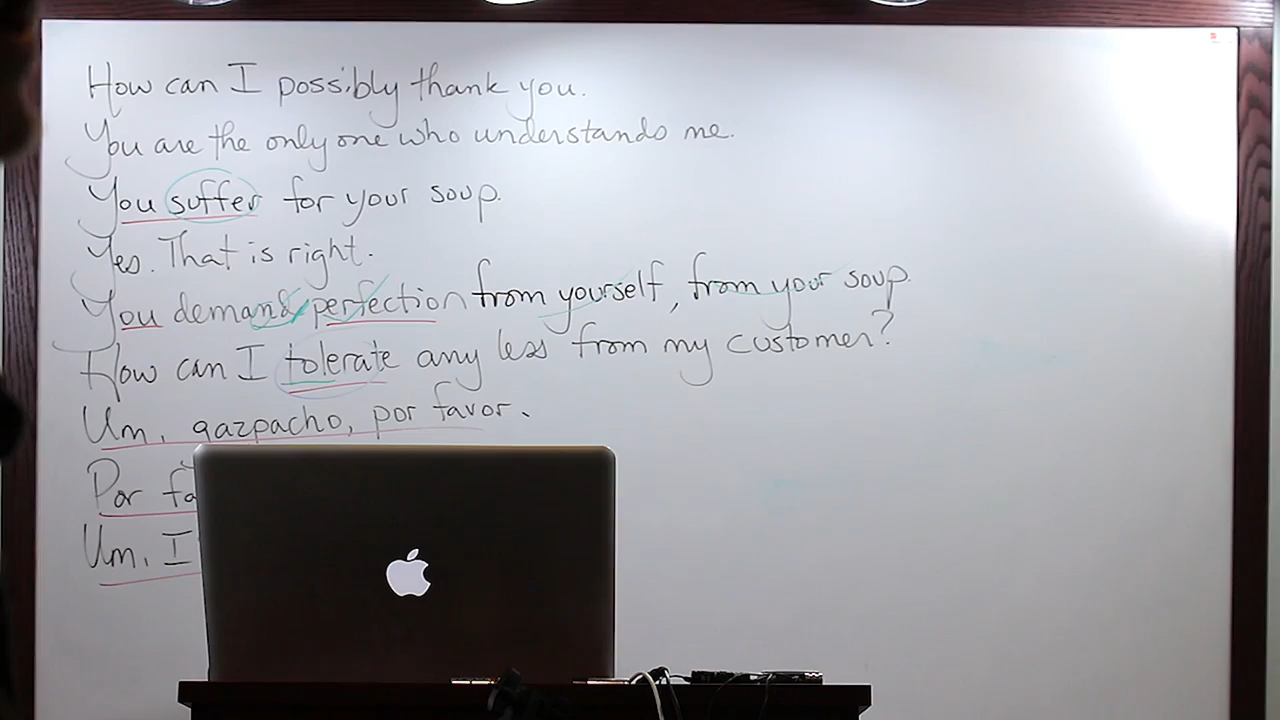 How can I possibly thank you.
You are the only one who understands me.
You suffer for your soup.
Yes. That is right.
You demand perfection from yourself, from your soup.
How can I tolerate any less from my customer?
Um, gazpacho, por favor.
Por
Um, I